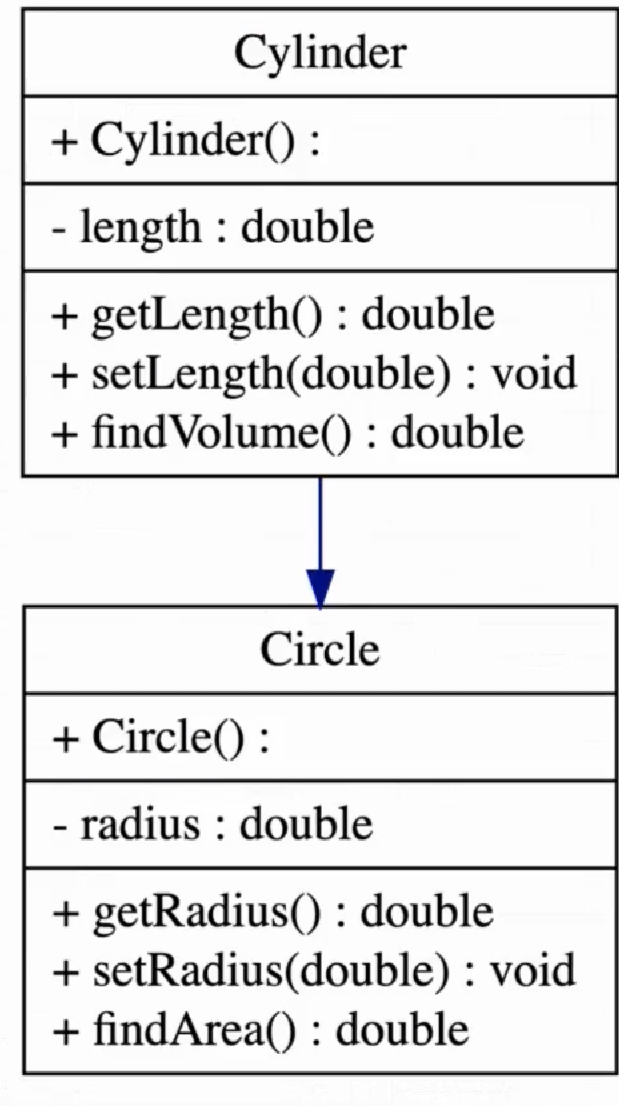 Cylinder
+ Cylinder() :
- length : double
+ getLength() : double
+ setLength(double) : void
+ findVolume() : double
Circle
+ Circle() :
- radius : double
+ getRadius() : double
+ setRadius(double) : void
+ findArea() : double